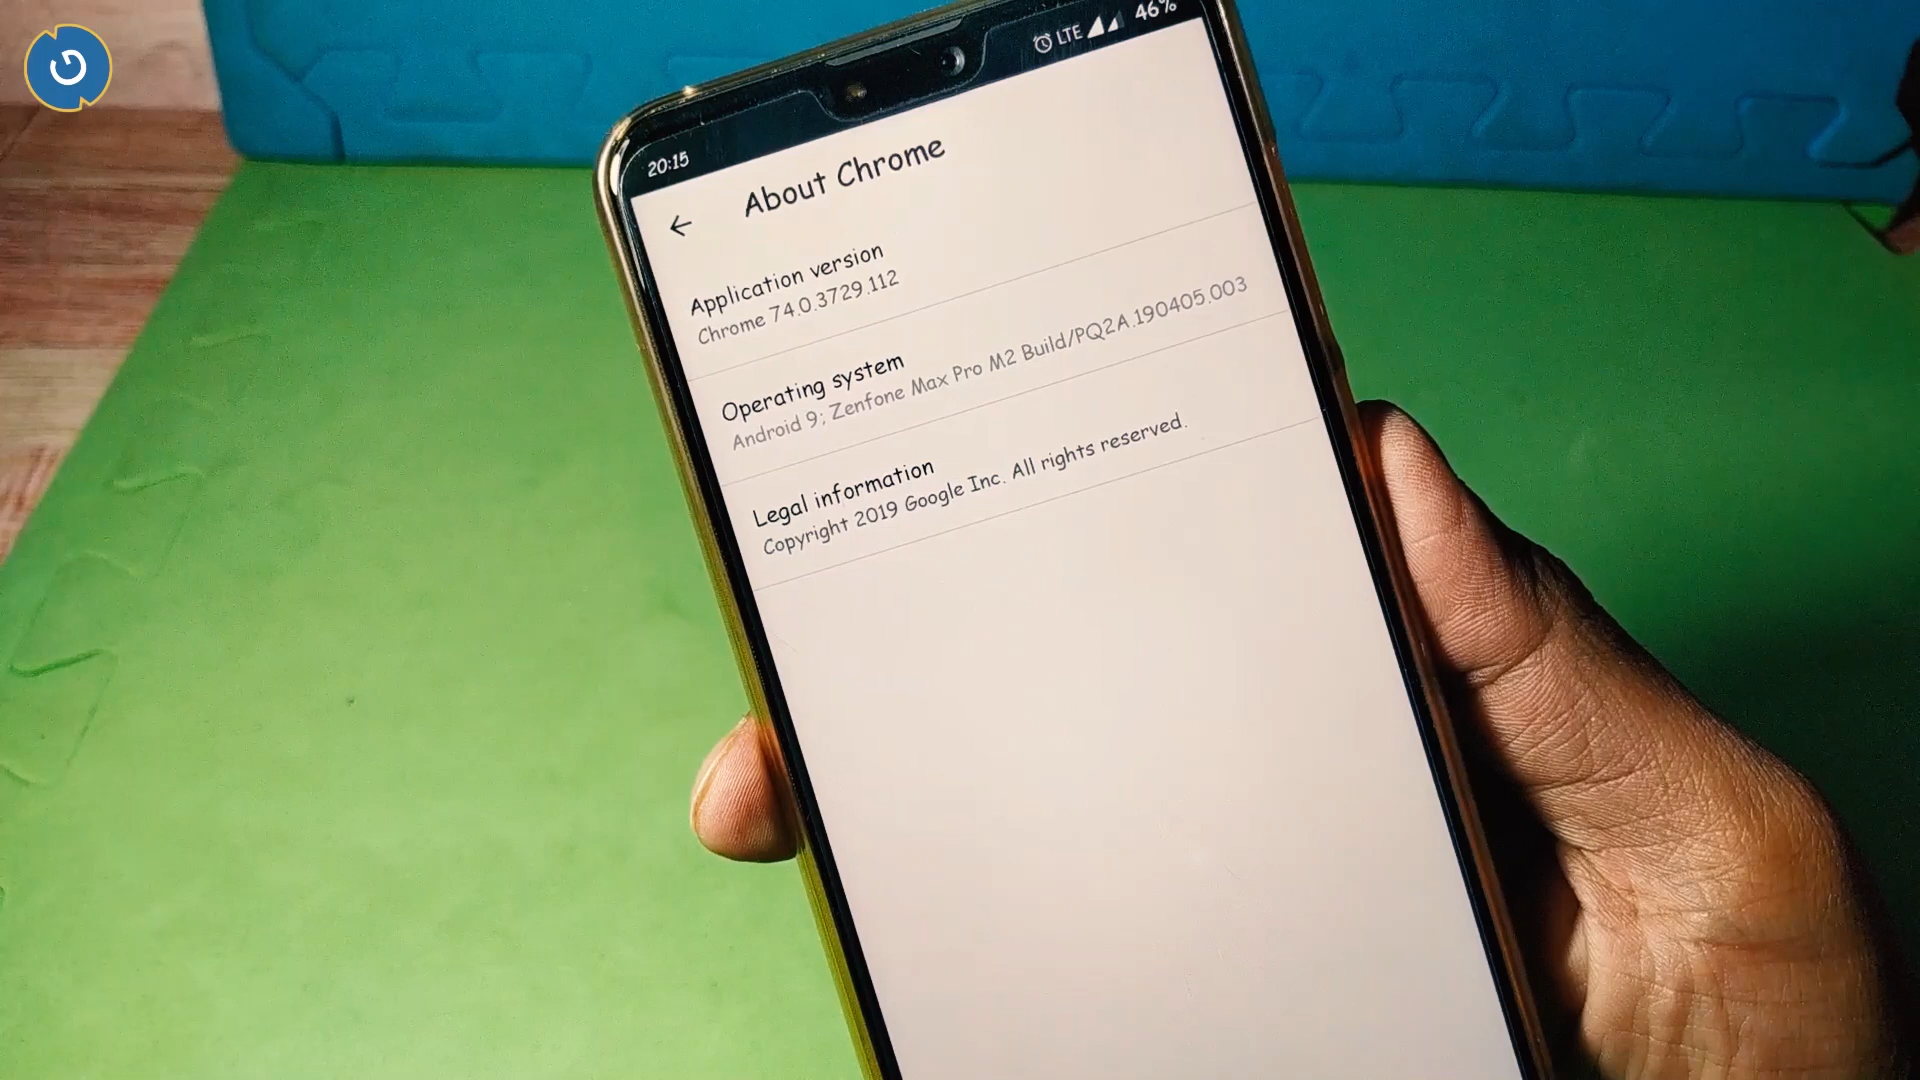 20:15
LTE
46%
About Chrome
Application version
Chrome 74.0.3729.112
Operating system
Android 9; Zenfone Max Pro M2 Build/PQ2A.190405.003
Legal information
Copyright 2019 Google Inc. All rights reserved.